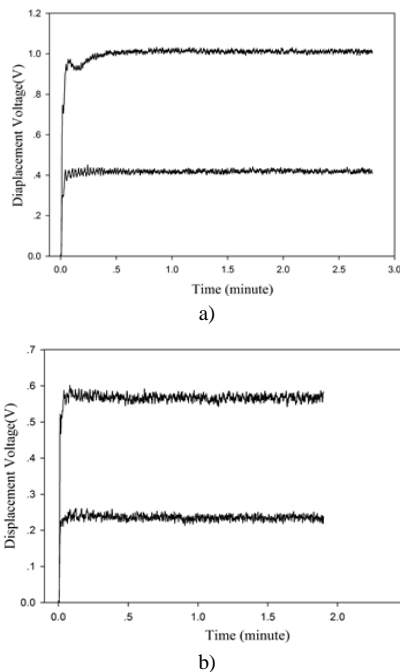 1.2
1.0
.8
.6
.4
.2
0.0
Diaplacement Voltage(V)
0.0 .5 1.0 1.5 2.0 2.5 3.0
Time (minute)
a)
.7
.6
.5
.4
.3
.2
.1
0.0
Displacement Voltage(V)
0.0 .5 1.0 1.5 2.0
Time (minute)
b)